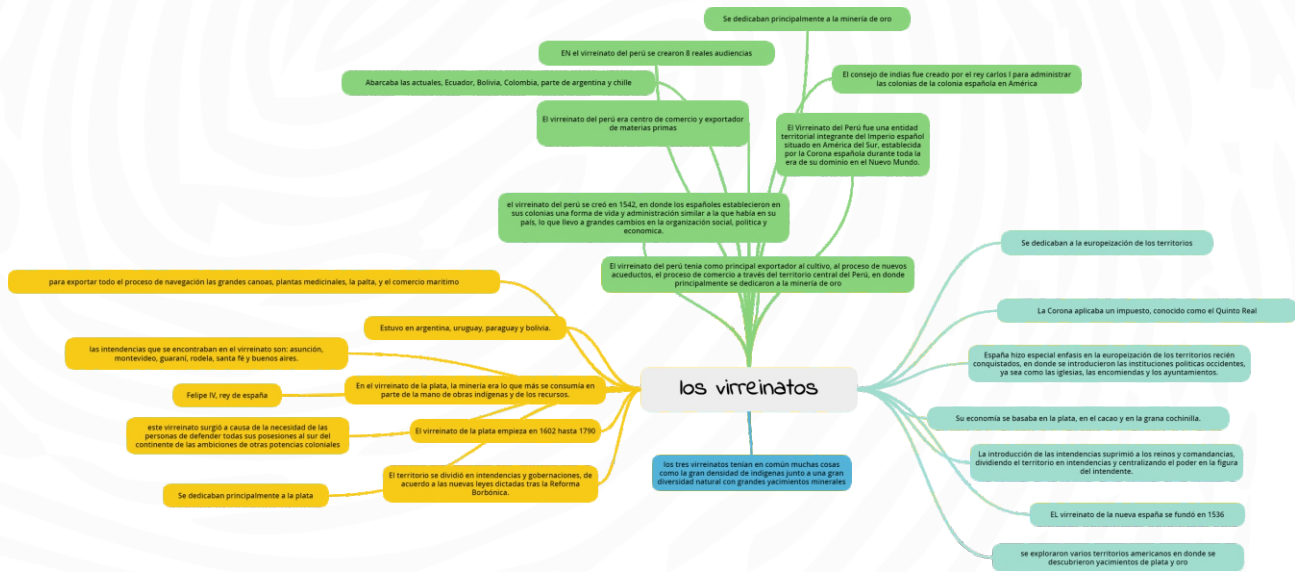 Se dedicaban principalmente a la minería de oro
EN el virreinato del perú se crearon 8 reales audiencias
Abarcaba las actuales, Ecuador, Bolivia, Colombia, parte de argentina y chille
El consejo de indias fue creado por el rey carlos I para administrar
las colonias de la colonia española en América
El virreinato del perú era centro de comercio y exportador
de materias primas
El Virreinato del Perú fue una entidad
territorial integrante del Imperio español
situado en América del Sur, establecida
por la Corona española durante toda la
era de su dominio en el Nuevo Mundo.
el virreinato del perú se creó en 1542, en donde los españoles establecieron en
sus colonias una forma de vida y administración similar a la que había en su
país, lo que llevo a grandes cambios en la organización social, política y
economica.
El virreinato del perú tenía como principal exportador al cultivo, al proceso de nuevos
acueductos, el proceso de comercio a través del territorio central del Perú, en donde
principalmente se dedicaron a la minería de oro
para exportar todo el proceso de navegación las grandes canoas, plantas medicinales, la palta, y el comercio marítimo
Estuvo en argentina, uruguay, paraguay y bolivia.
las intendencias que se encontraban en el virreinato son: asunción,
montevideo, guaraní, rodela, santa fé y buenos aires.
En el virreinato de la plata, la minería era lo que más se consumía en
parte de la mano de obras indígenas y de los recursos.
Felipe IV, rey de españa
este virreinato surgió a causa de la necesidad de las
personas de defender todas sus posesiones al sur del
continente de las ambiciones de otras potencias coloniales
El virreinato de la plata empieza en 1602 hasta 1790
El territorio se dividió en intendencias y gobernaciones, de
acuerdo a las nuevas leyes dictadas tras la Reforma
Borbónica.
Se dedicaban principalmente a la plata
los virreinatos
los tres virreinatos tenían en común muchas cosas
como la gran densidad de indígenas junto a una gran
diversidad natural con grandes yacimientos minerales
Se dedicaban a la europeización de los territorios
La Corona aplicaba un impuesto, conocido como el Quinto Real
España hizo especial enfasis en la europeización de los territorios recién
conquistados, en donde se introducieron las instituciones políticas occidentes,
ya sea como las iglesias, las encomiendas y los ayuntamientos.
Su economía se basaba en la plata, en el cacao y en la grana cochinilla.
La introducción de las intendencias suprimió a los reinos y comandancias,
dividiendo el territorio en intendencias y centralizando el poder en la figura
del intendente.
EL virreinato de la nueva españa se fundó en 1536
se exploraron varios territorios americanos en donde se
descubrieron yacimientos de plata y oro